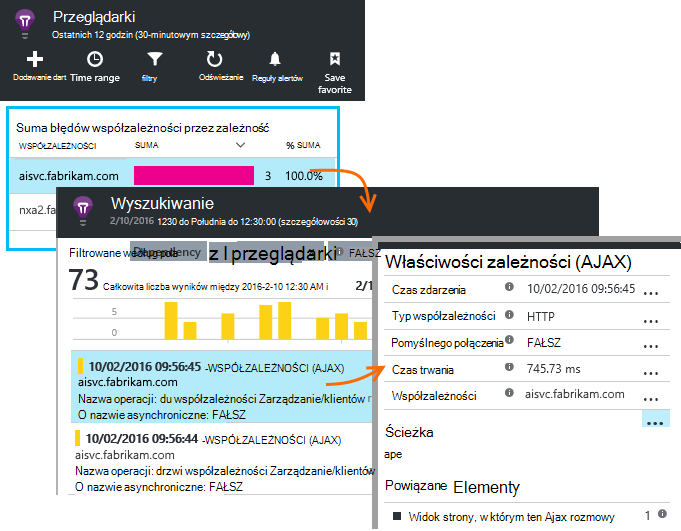 Przeglądarki
Ostatnich 12 godzin (30-minutowym szczegółowy)
Dodawanie dart Time range filtry Odświeżanie Reguły alertów Save favorite
Suma błędów współzależności przez zależność
WSPÓŁZALEŻNOŚCI SUMA % SUMA
aisvc.fabrikam.com 3 100.0%
nxa2.fa
Wyszukiwanie
2/10/2016 1230 do Południa do 12:30:00 (szczegółowości 30)
Filtrowane według pola Dependency z I przeglądarki FAŁSZ
73 Całkowita liczba wyników między 2016-2-10 12:30 AM i 2/1
5
0
10/02/2016 09:56:45 -WSPÓŁZALEŻNOŚCI (AJAX)
aisvc.fabrikam.com
Nazwa operacji: du współzależności Zarządzanie/klientów
O nazwie asynchroniczne: FAŁSZ
10/02/2016 09:56:44 -WSPÓŁZALEŻNOŚCI (AJAX)
aisvc.fabrikam.com
Nazwa operacji: drzwi współzależności Zarządzanie/klientów
O nazwie asynchroniczne: FAŁSZ
Właściwości zależności (AJAX)
Czas zdarzenia 10/02/2016 09:56:45 ...
Typ współzależności HTTP ...
Pomyślnego połączenia FAŁSZ ...
Czas trwania 745.73 ms ...
Współzależności aisvc.fabrikam.com ...
...
Ścieżka
ape
Powiązane Elementy
Widok strony, w którym ten Ajax rozmowy 1